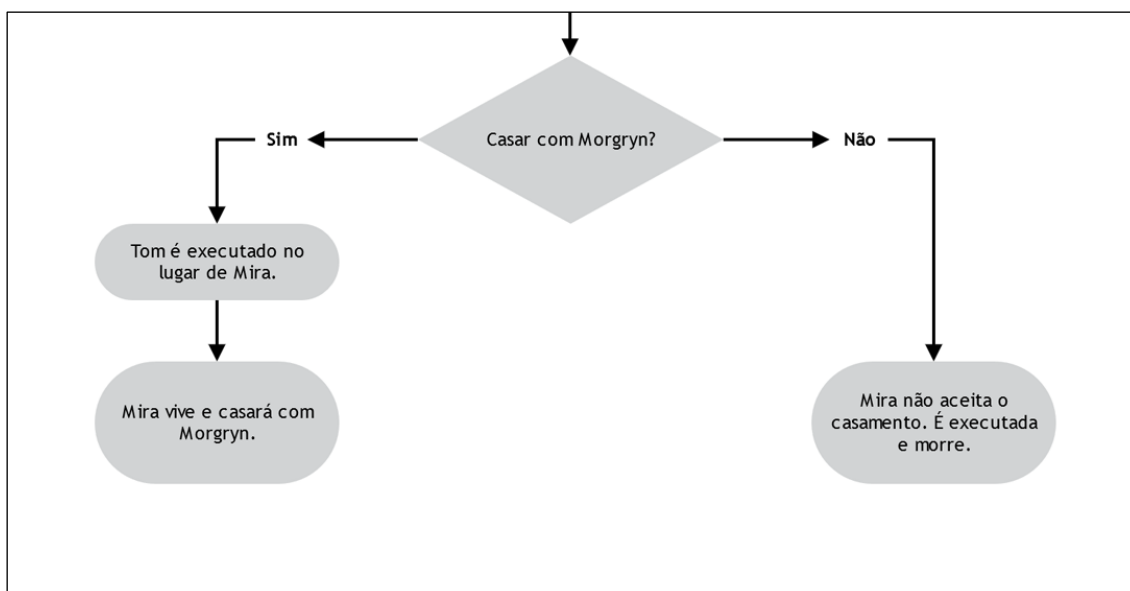 Casar com Morgryn?
Sim
Não
Tom é executado no
lugar de Mira.
Mira vive e casará com
Morgryn.
Mira não aceita o
casamento. É executada
e morre.